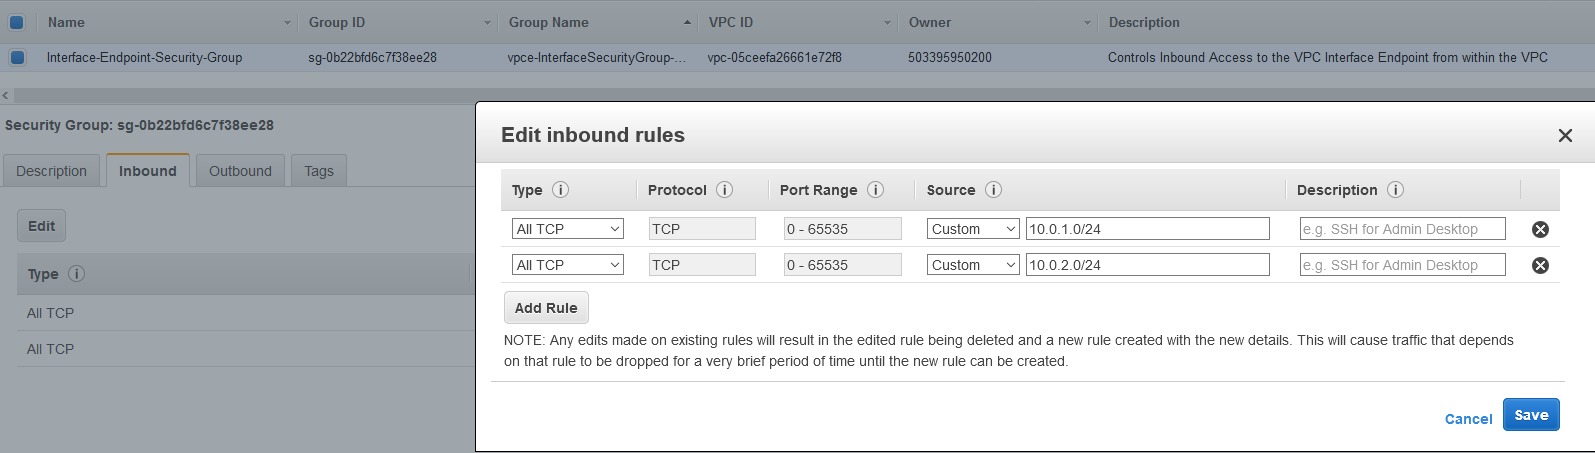 Name Group ID Group Name VPC ID Owner Description
Interface-Endpoint-Security-Group sg-0b22bfd6c7f38ee28 vpce-InterfaceSecurityGroup-... vpc-05ceefa26661e72f8 503395950200 Controls Inbound Access to the VPC Interface Endpoint from within the VPC
Security Group: sg-0b22bfd6c7f38ee28
Description Inbound Outbound Tags
Edit
Type
All TCP
All TCP
Edit inbound rules
Type Protocol Port Range Source Description
All TCP TCP 0 - 65535 Custom 10.0.1.0/24 e.g. SSH for Admin Desktop
All TCP TCP 0 - 65535 Custom 10.0.2.0/24 e.g. SSH for Admin Desktop
Add Rule
NOTE: Any edits made on existing rules will result in the edited rule being deleted and a new rule created with the new details. This will cause traffic that depends
on that rule to be dropped for a very brief period of time until the new rule can be created.
Cancel Save